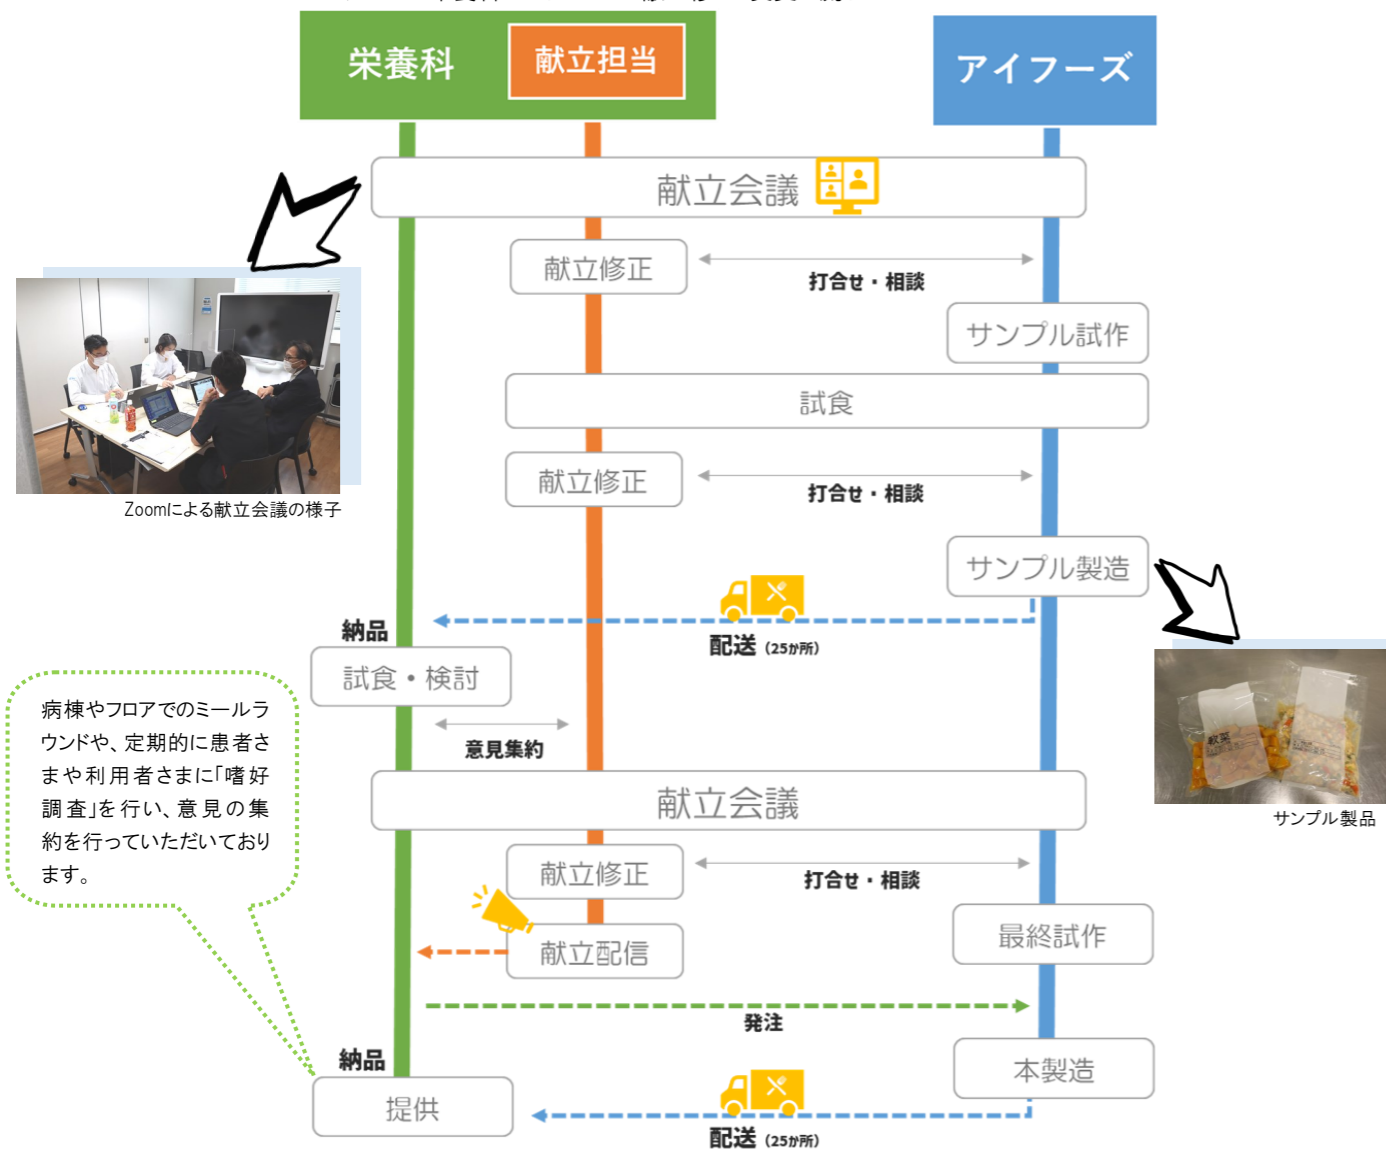 栄養科
献立担当
アイフーズ
献立会議
献立修正
打合せ・相談
サンプル試作
試食
Zoomによる献立会議の様子
献立修正
打合せ・相談
サンプル製造
納品
配送（25か所）
試食・検討
意見集約
病棟やフロアでのミールラ
ウンドや、定期的に患者さ
まや利用者さまに「嗜好
調査」を行い、意見の集
約を行っていただいており
ます。
軟菜
サンプル製品
献立会議
献立修正
打合せ・相談
献立配信
最終試作
発注
納品
本製造
提供
配送（25か所）